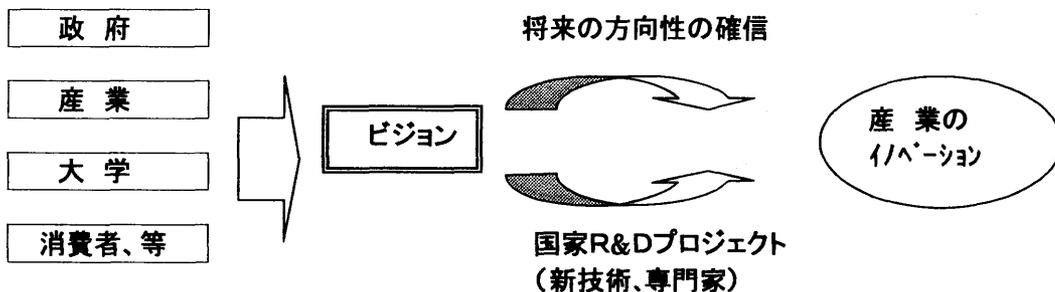 政 府
産 業
大 学
消費者、等
ビジョン
将来の方向性の確信
国家R&Dプロジェクト
（新技術、専門家）
産 業の
ｲﾉﾍﾞｰｼｮﾝ